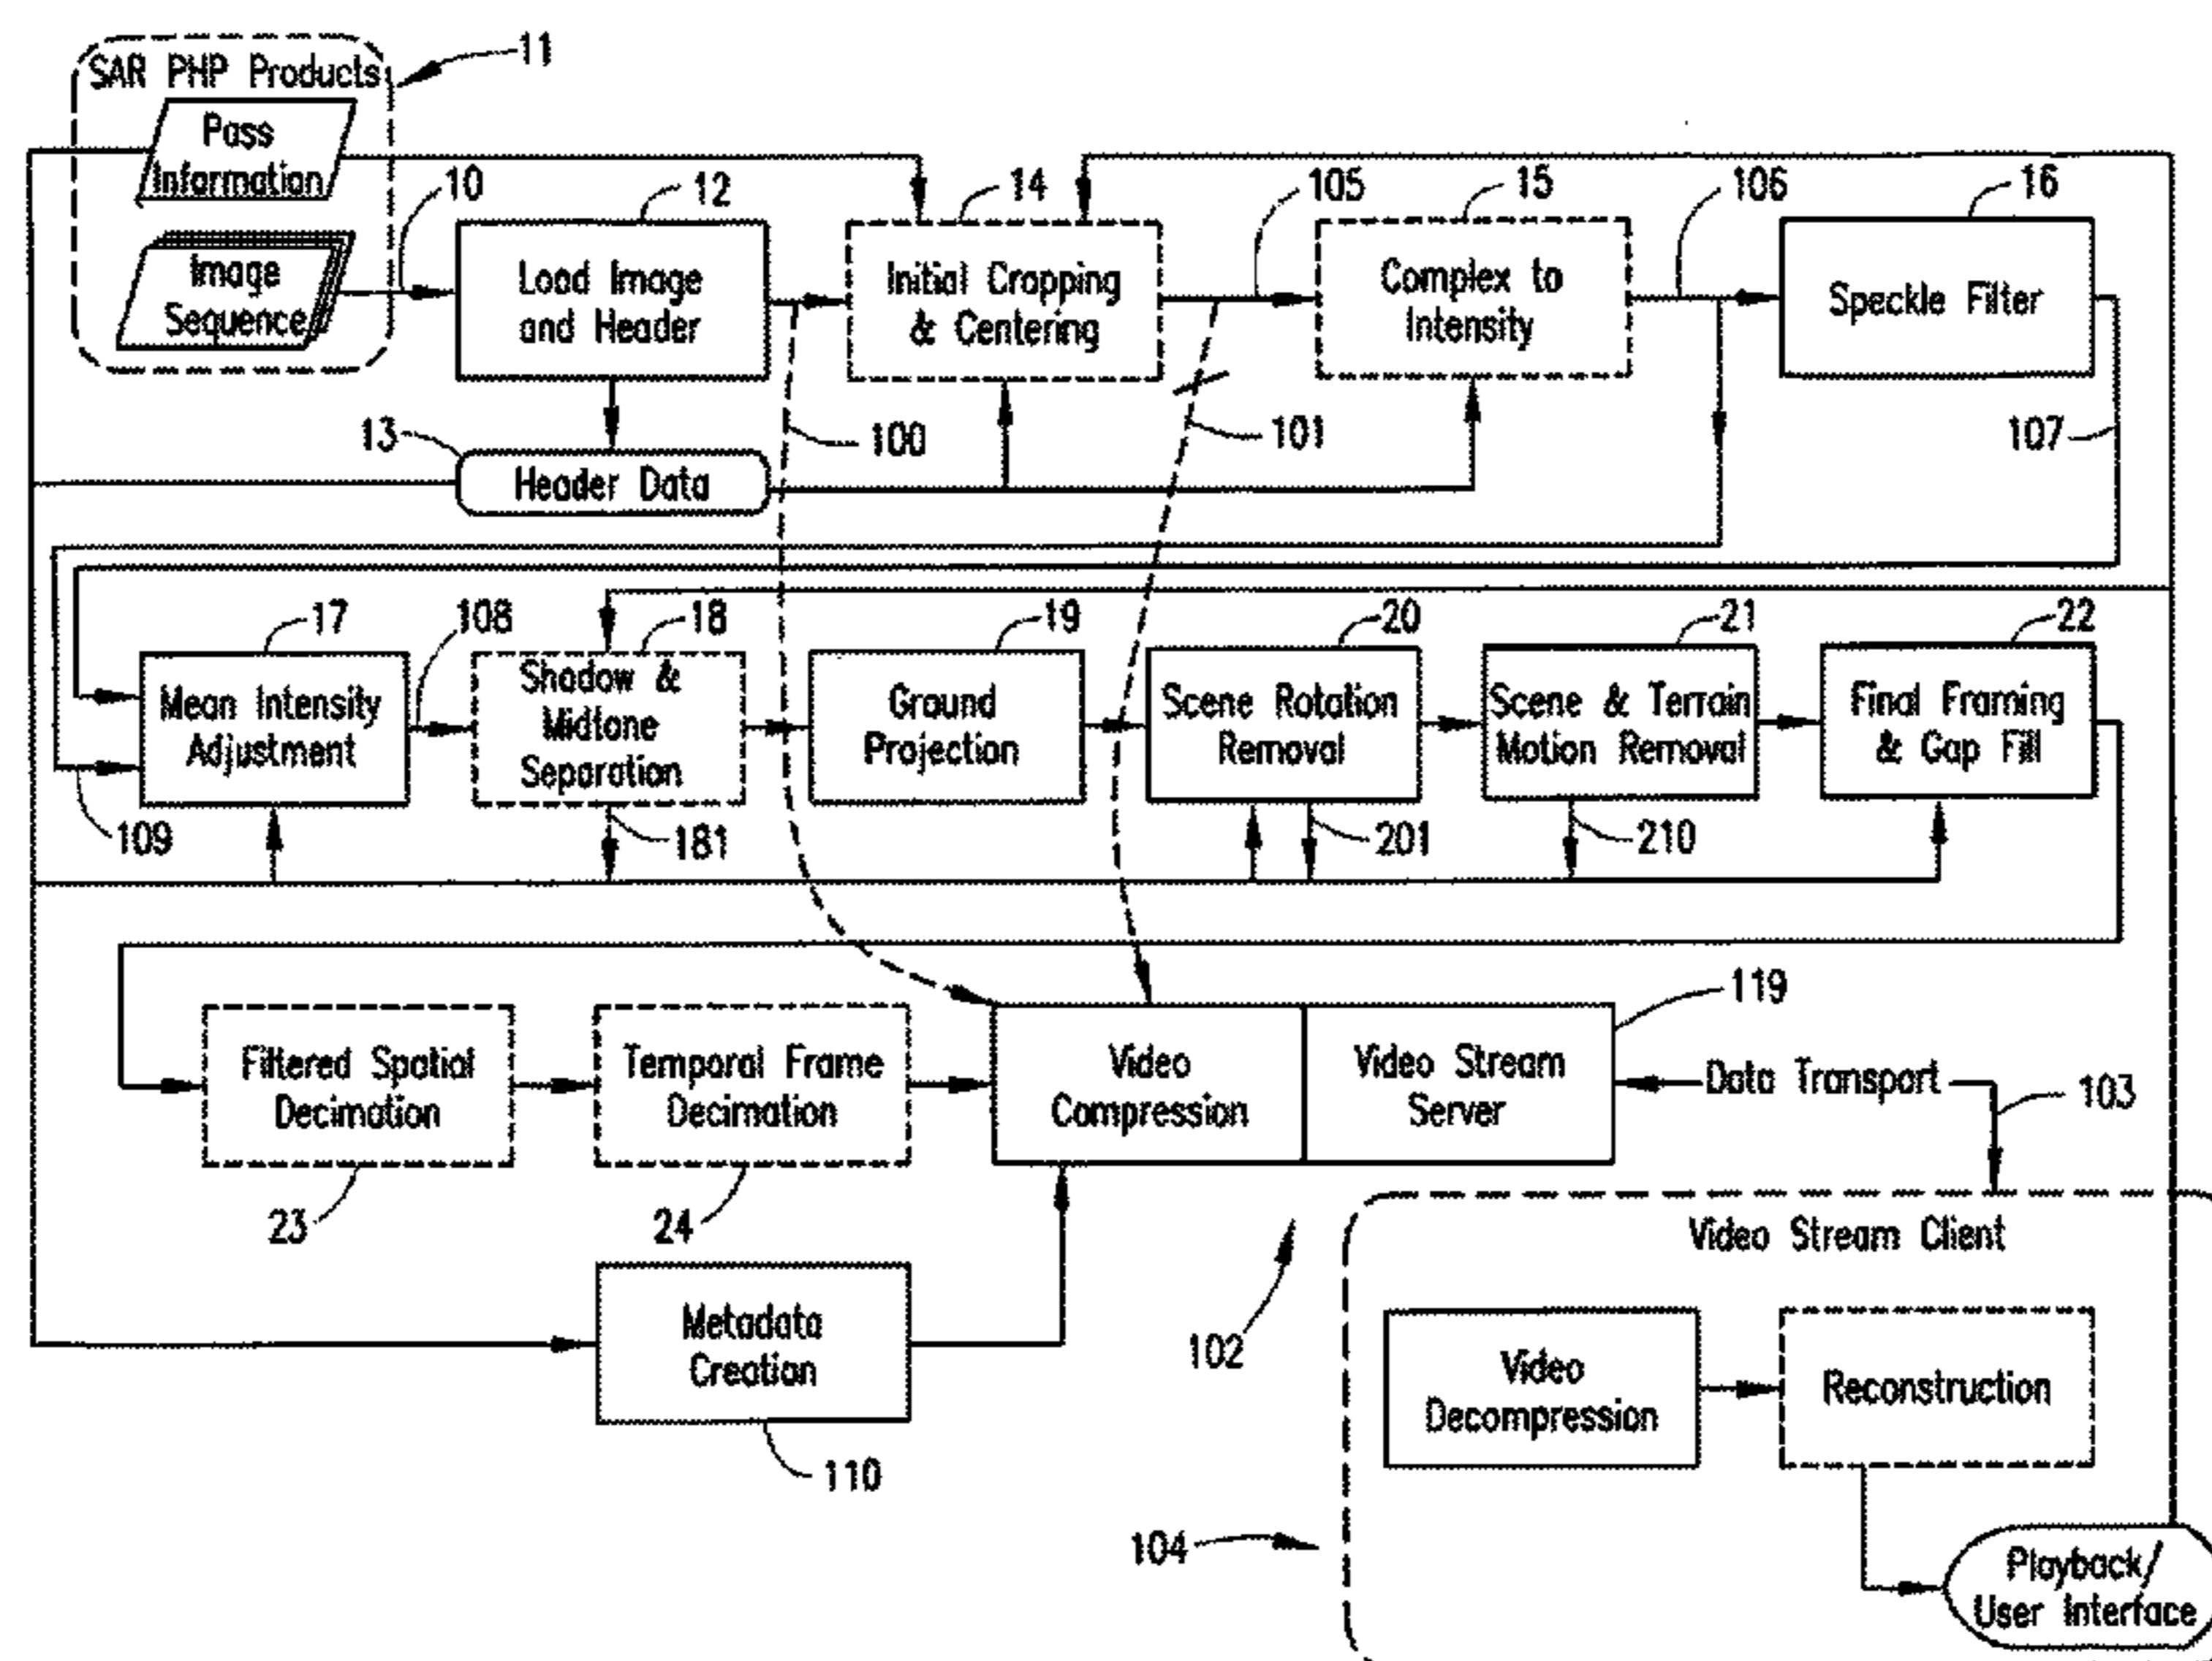 11
SAR PHP Products
Pass
Information
10
12
14
105
15
106
16
Image
Sequence
Load Image
and Header
Initial Cropping
& Centering
Complex to
Intensity
Speckle Filter
13
100
101
107
Header Data
17
108
18
19
20
21
22
Mean Intensity
Adjustment
Shadow &
Midtone
Separation
Ground
Projection
Scene Rotation
Removal
Scene & Terrain
Motion Removal
Final Framing
& Gap Fill
109
181
201
210
119
Filtered Spatial
Decimation
Temporal Frame
Decimation
Video
Compression
Video Stream
Server
Data Transport
103
23
24
102
Video Stream Client
Metadata
Creation
Video
Decompression
Reconstruction
110
104
Playback/
User Interface